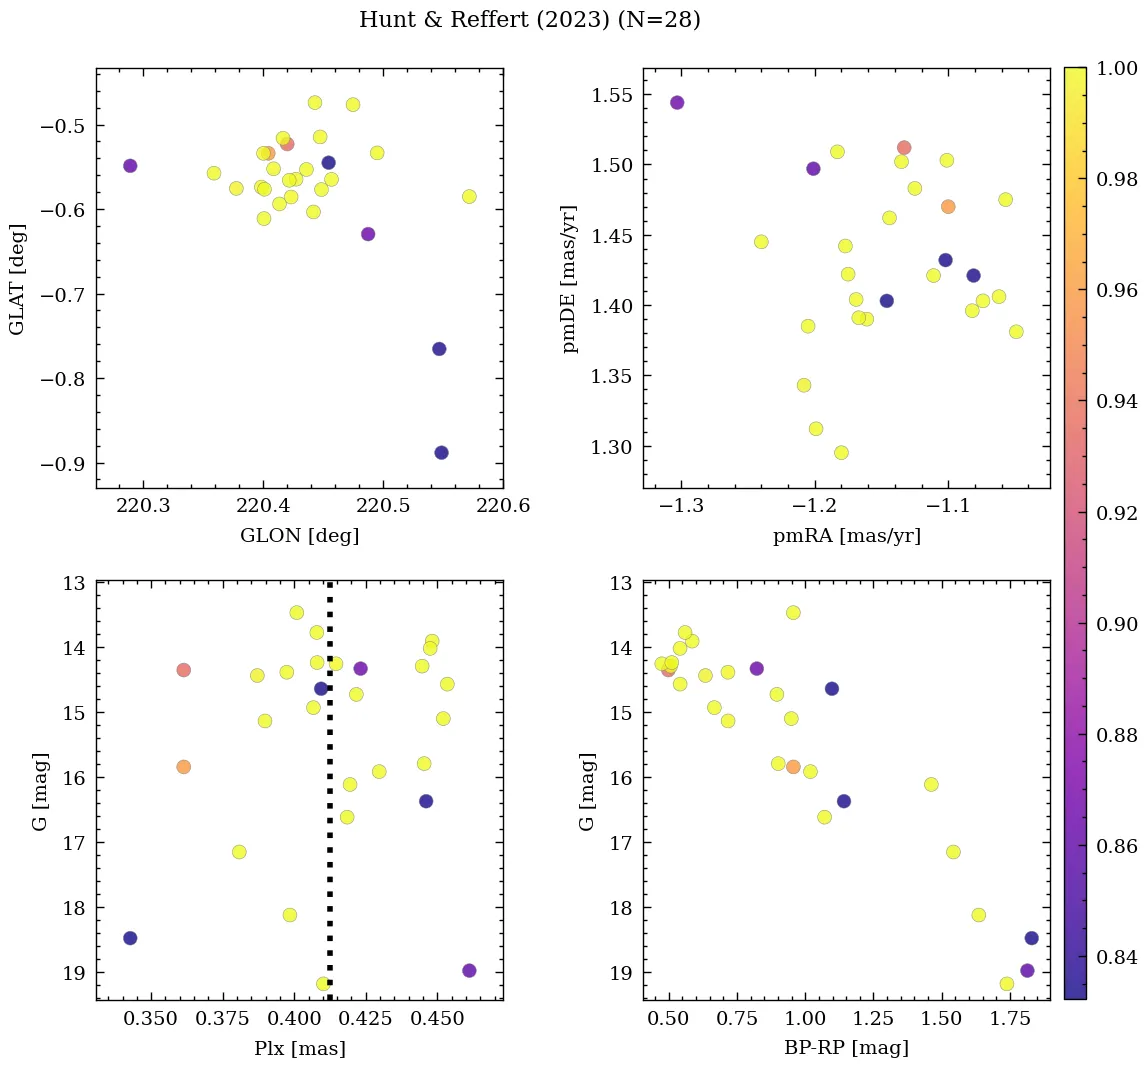 Hunt & Reffert (2023) (N=28)
−0.5
−0.6
−0.7
−0.8
−0.9
GLAT [deg]
220.3 220.4 220.5 220.6
GLON [deg]
1.55
1.50
1.45
1.40
1.35
1.30
pmDE [mas/yr]
−1.3 −1.2 −1.1
pmRA [mas/yr]
13
14
15
16
17
18
19
G [mag]
0.350 0.375 0.400 0.425 0.450
Plx [mas]
13
14
15
16
17
18
19
G [mag]
0.50 0.75 1.00 1.25 1.50 1.75
BP-RP [mag]
1.00
0.98
0.96
0.94
0.92
0.90
0.88
0.86
0.84